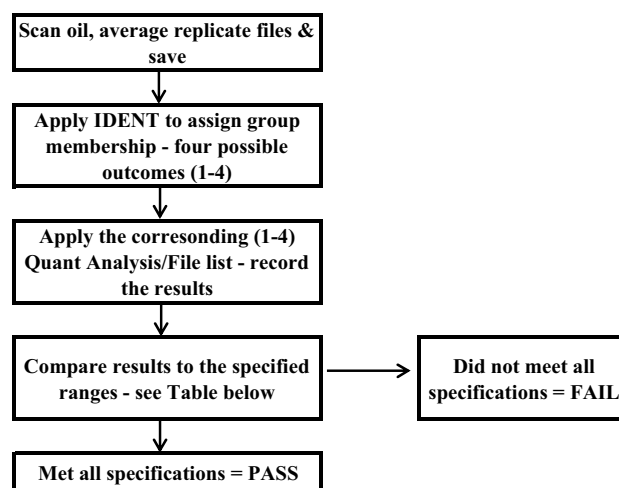 Scan oil, average replicate files &
save
Apply IDENT to assign group
membership - four possible
outcomes (1-4)
Apply the corresonding (1-4)
Quant Analysis/File list - record
the results
Compare results to the specified
ranges - see Table below
Did not meet all
specifications = FAIL
Met all specifications = PASS